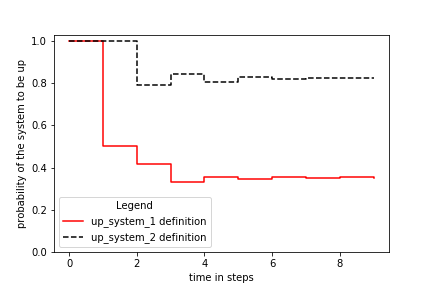 probability of the system to be up
1.0
0.8
0.6
0.4
0.2
0.0
Legend
up_system_1 definition
up_system_2 definition
0 2 4 6 8
time in steps